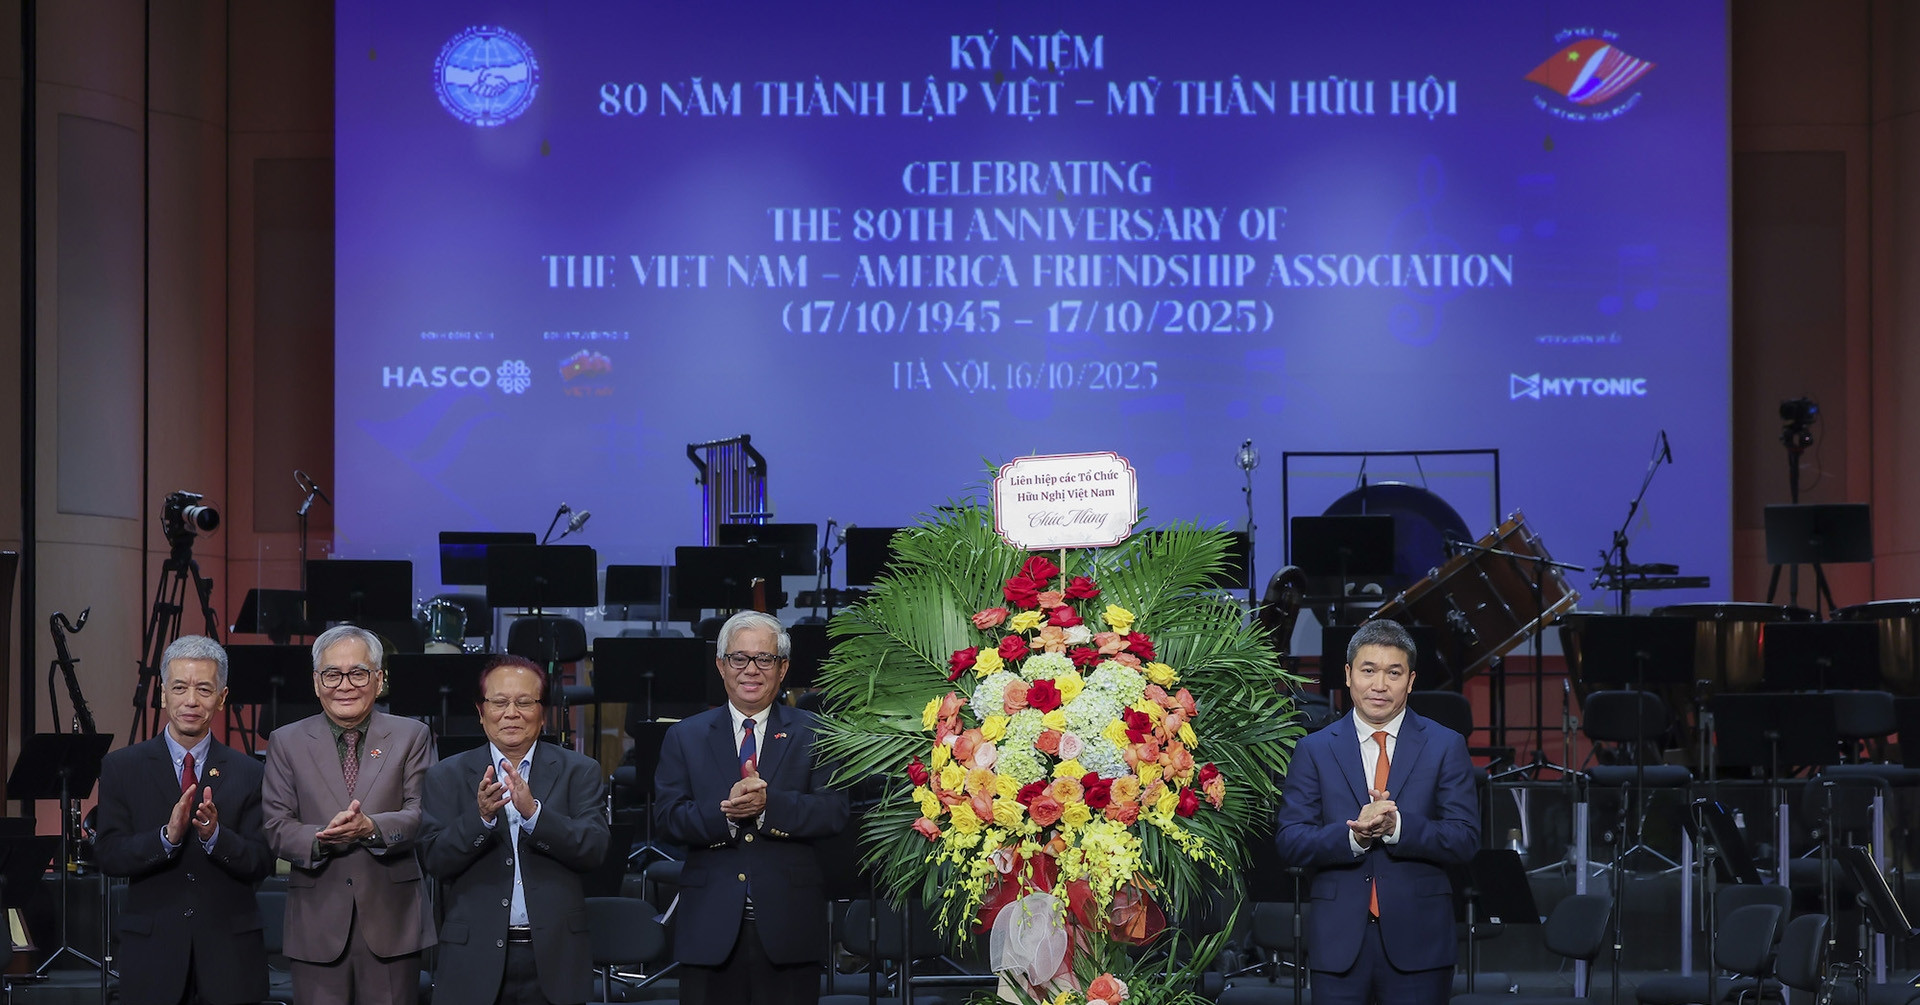 KỶ NIỆM
80 NĂM THÀNH LẬP VIỆT – MỸ THÂN HỮU HỘI
CELEBRATING
THE 80TH ANNIVERSARY OF
THE VIET NAM – AMERICA FRIENDSHIP ASSOCIATION
(17/10/1945 – 17/10/2025)
HÀ NỘI, 16/10/2025
HASCO
MYTONIC
Liên hiệp các Tổ Chức
Hữu Nghị Việt Nam
Chúc Mừng